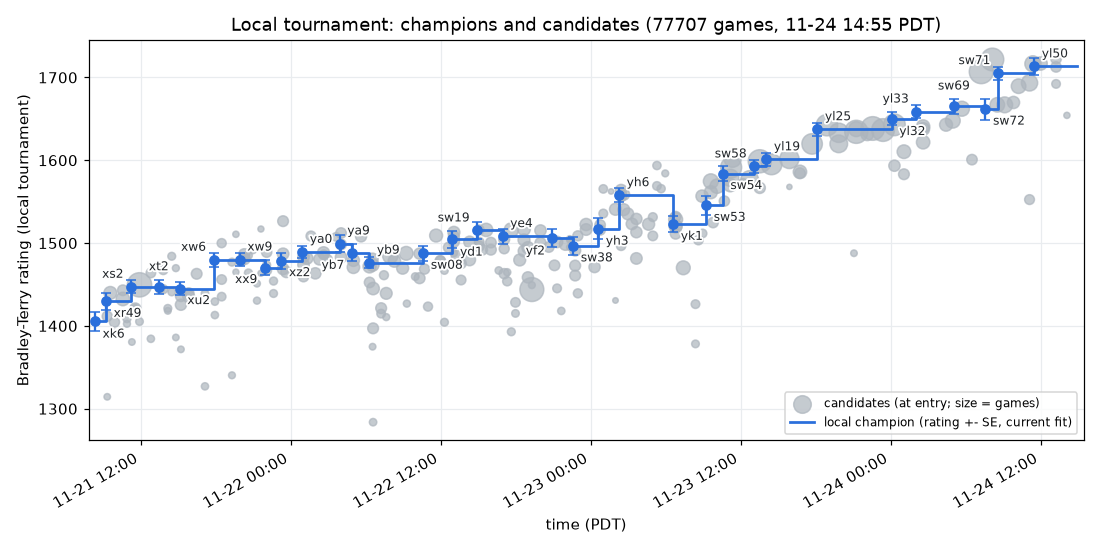 Local tournament: champions and candidates (77707 games, 11-24 14:55 PDT)
Bradley-Terry rating (local tournament)
1700
1600
1500
1400
1300
xk6
xs2
xr49
xt2
xu2
xw6
xx9
xw9
xz2
ya0
yb7
ya9
yb9
sw08
sw19
yd1
ye4
yf2
sw38
yh3
yh6
yk1
sw53
sw58
sw54
yl19
yl25
yl33
yl32
sw69
sw71
sw72
yl50
candidates (at entry; size = games)
local champion (rating +- SE, current fit)
11-21 12:00
11-22 00:00
11-22 12:00
11-23 00:00
11-23 12:00
11-24 00:00
11-24 12:00
time (PDT)